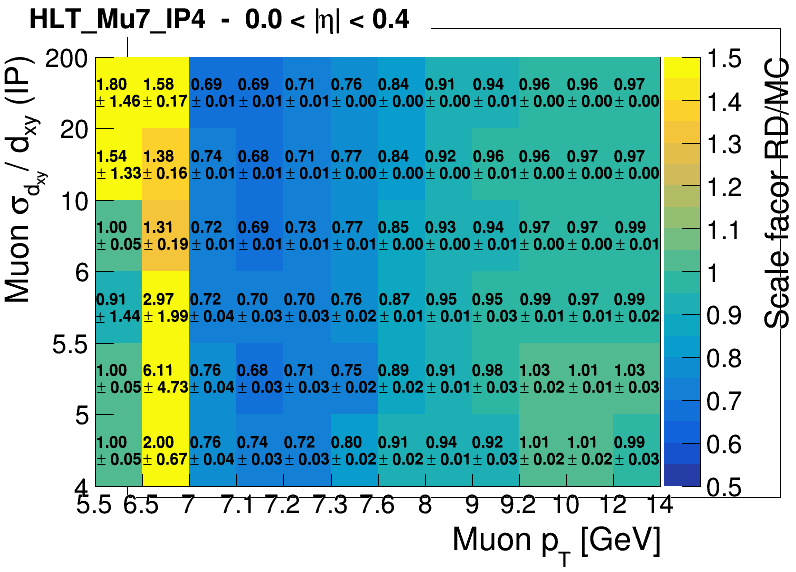 HLT_Mu7_IP4 - 0.0 < |η| < 0.4
Muon σ_{d_{xy}} / d_{xy} (IP)
200
20
10
6
5.5
5
4
1.80 1.58 0.69 0.69 0.71 0.76 0.84 0.91 0.94 0.96 0.96 0.97
± 1.46 ± 0.17 ± 0.01 ± 0.01 ± 0.01 ± 0.00 ± 0.00 ± 0.00 ± 0.00 ± 0.00 ± 0.00 ± 0.00
1.54 1.38 0.74 0.68 0.71 0.77 0.84 0.92 0.96 0.96 0.97 0.97
± 1.33 ± 0.16 ± 0.01 ± 0.01 ± 0.01 ± 0.00 ± 0.00 ± 0.00 ± 0.01 ± 0.00 ± 0.00 ± 0.00
1.00 1.31 0.72 0.69 0.73 0.77 0.85 0.93 0.94 0.97 0.97 0.99
± 0.05 ± 0.19 ± 0.01 ± 0.01 ± 0.01 ± 0.01 ± 0.00 ± 0.00 ± 0.01 ± 0.00 ± 0.00 ± 0.01
0.91 2.97 0.72 0.70 0.70 0.76 0.87 0.95 0.95 0.99 0.97 0.99
± 1.44 ± 1.99 ± 0.04 ± 0.03 ± 0.03 ± 0.02 ± 0.01 ± 0.01 ± 0.03 ± 0.01 ± 0.01 ± 0.02
1.00 6.11 0.76 0.68 0.71 0.75 0.89 0.91 0.98 1.03 1.01 1.03
± 0.05 ± 4.73 ± 0.04 ± 0.03 ± 0.03 ± 0.02 ± 0.02 ± 0.01 ± 0.03 ± 0.02 ± 0.01 ± 0.03
1.00 2.00 0.76 0.74 0.72 0.80 0.91 0.94 0.92 1.01 1.01 0.99
± 0.05 ± 0.67 ± 0.04 ± 0.03 ± 0.03 ± 0.02 ± 0.02 ± 0.01 ± 0.03 ± 0.02 ± 0.02 ± 0.03
5.5 6.5 7 7.1 7.2 7.3 7.6 8 9 9.2 10 12 14
Muon p_T [GeV]
1.5
1.4
1.3
1.2
1.1
1
0.9
0.8
0.7
0.6
0.5
Scale facor RD/MC